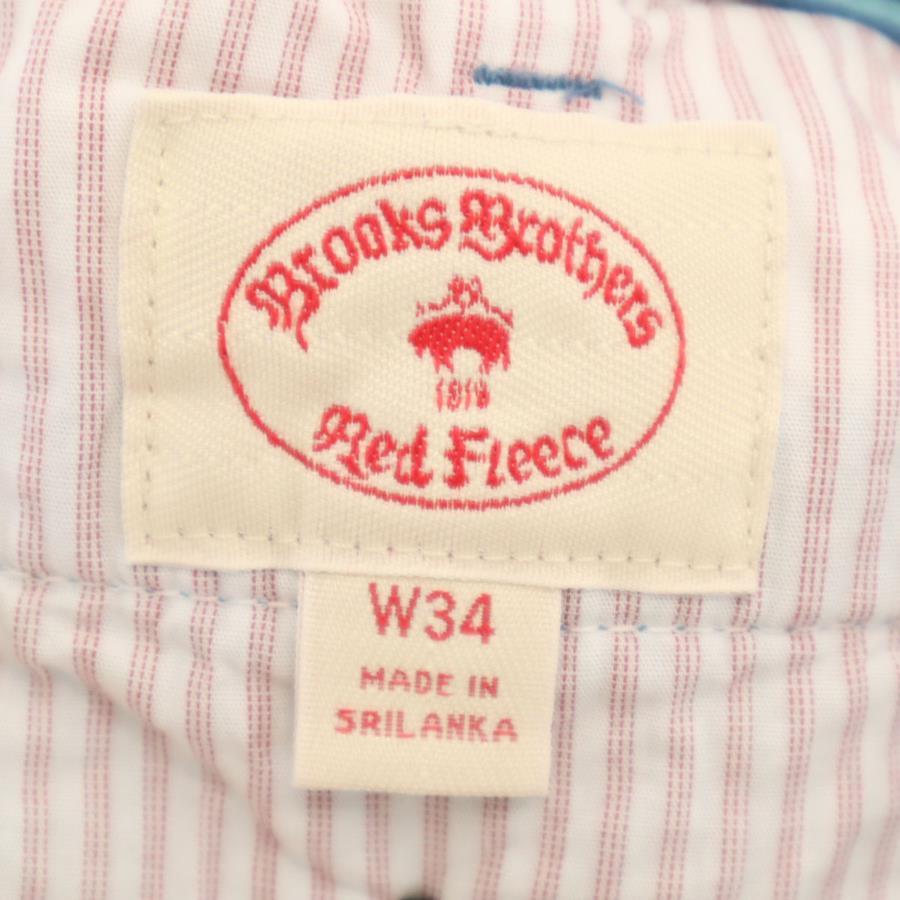 Brooks Brothers
1818
Red Fleece
W34
MADE IN
SRILANKA